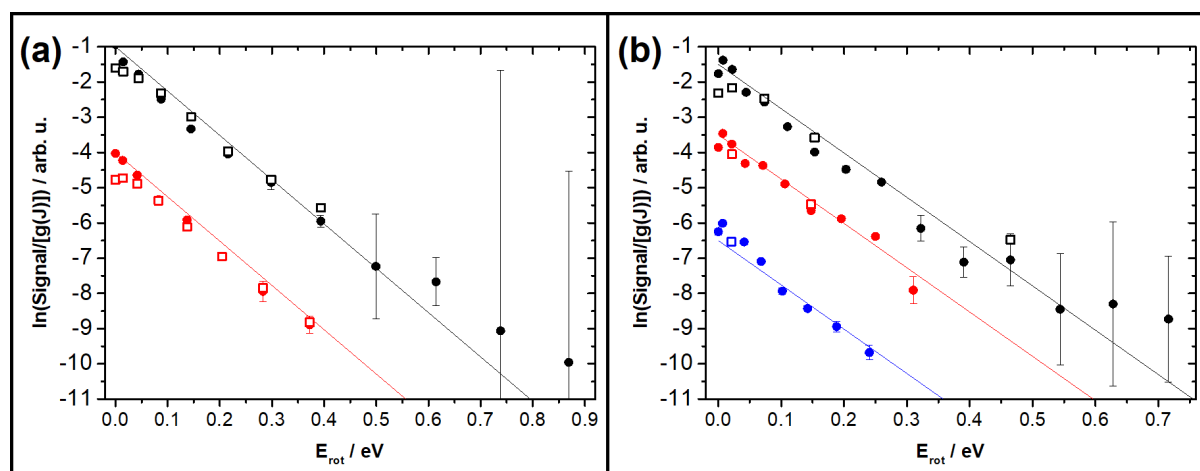 (a)
-1
-2
-3
-4
-5
-6
-7
-8
-9
-10
-11
ln(Signal/[g(J)]) / arb. u.
0.0 0.1 0.2 0.3 0.4 0.5 0.6 0.7 0.8 0.9
E_rot / eV
(b)
-1
-2
-3
-4
-5
-6
-7
-8
-9
-10
-11
ln(Signal/[g(J)]) / arb. u.
0.0 0.1 0.2 0.3 0.4 0.5 0.6 0.7
E_rot / eV